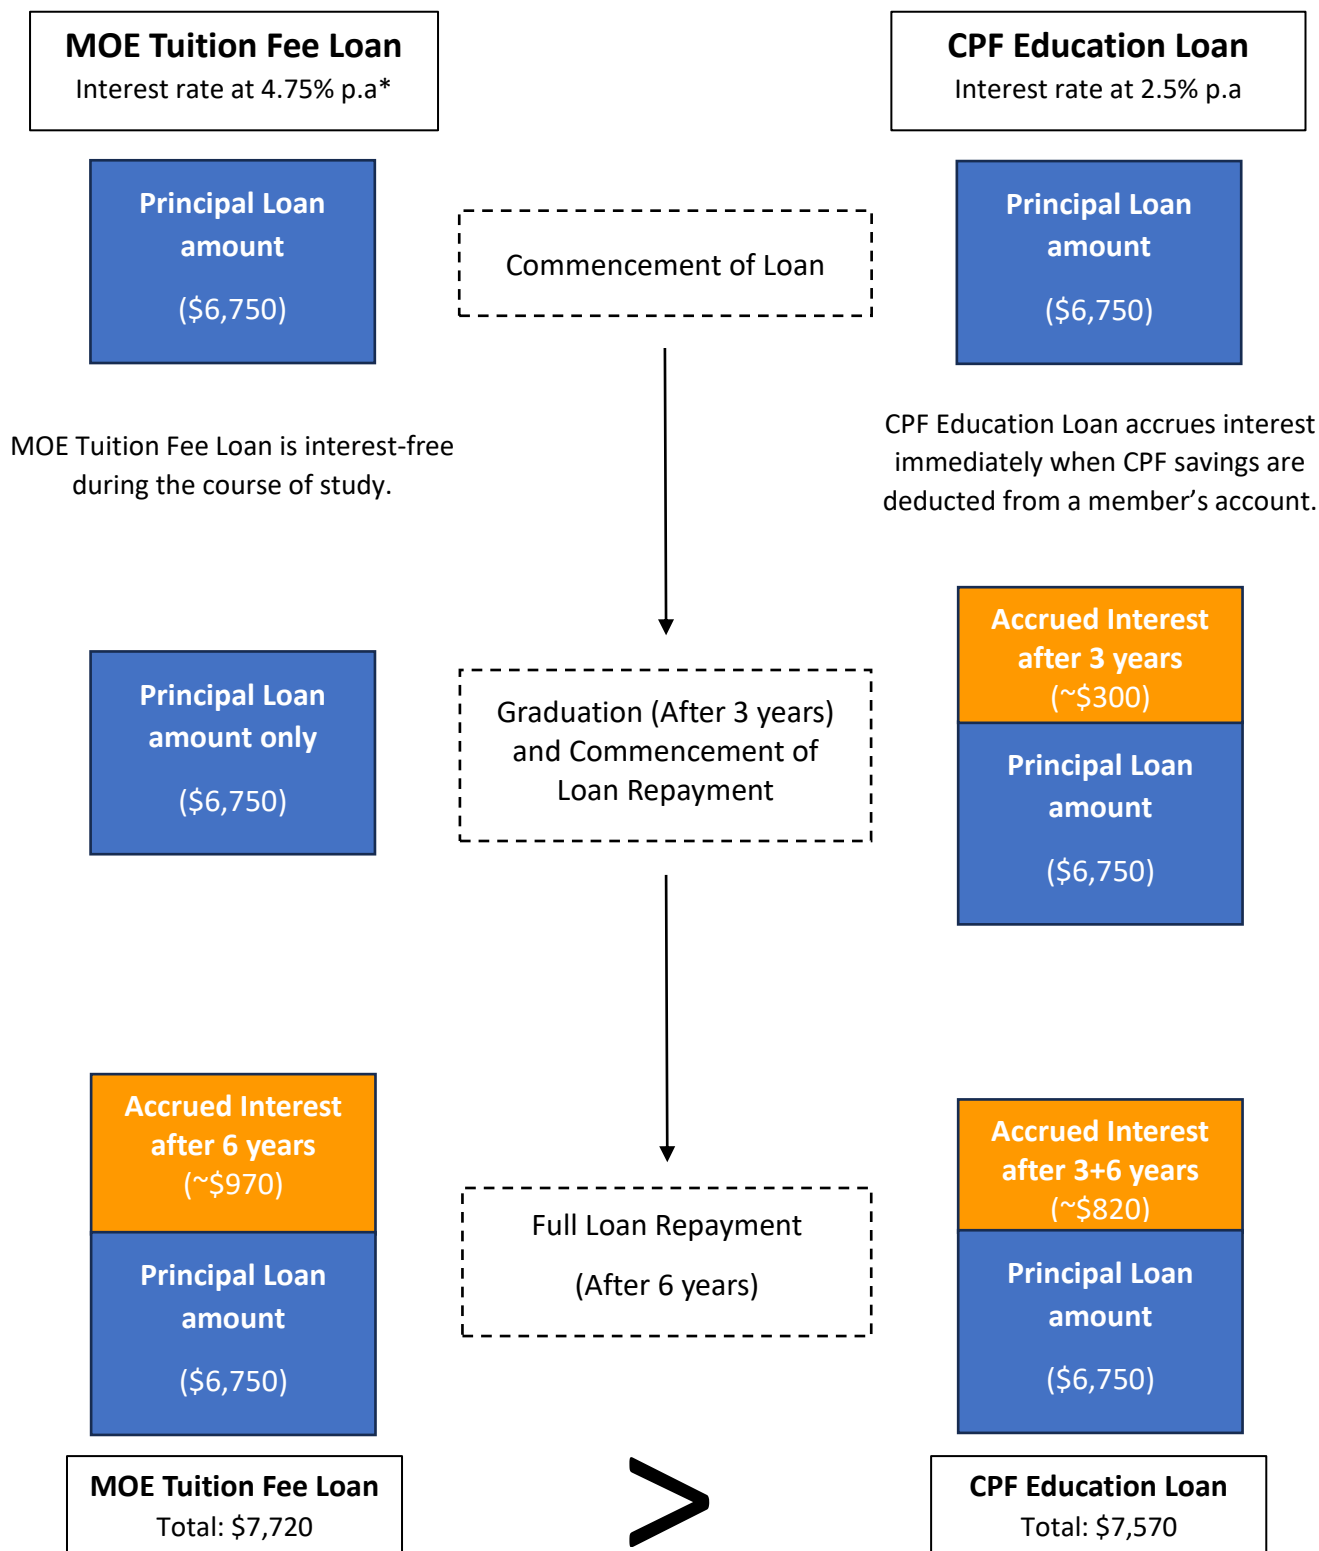 MOE Tuition Fee Loan
Interest rate at 4.75% p.a*
CPF Education Loan
Interest rate at 2.5% p.a
Principal Loan
amount
($6,750)
Commencement of Loan
Principal Loan
amount
($6,750)
MOE Tuition Fee Loan is interest-free
during the course of study.
CPF Education Loan accrues interest
immediately when CPF savings are
deducted from a member’s account.
Principal Loan
amount only
($6,750)
Graduation (After 3 years)
and Commencement of
Loan Repayment
Accrued Interest
after 3 years
(~$300)
Principal Loan
amount
($6,750)
Accrued Interest
after 6 years
(~$970)
Principal Loan
amount
($6,750)
Full Loan Repayment
(After 6 years)
Accrued Interest
after 3+6 years
(~$820)
Principal Loan
amount
($6,750)
MOE Tuition Fee Loan
Total: $7,720
>
CPF Education Loan
Total: $7,570